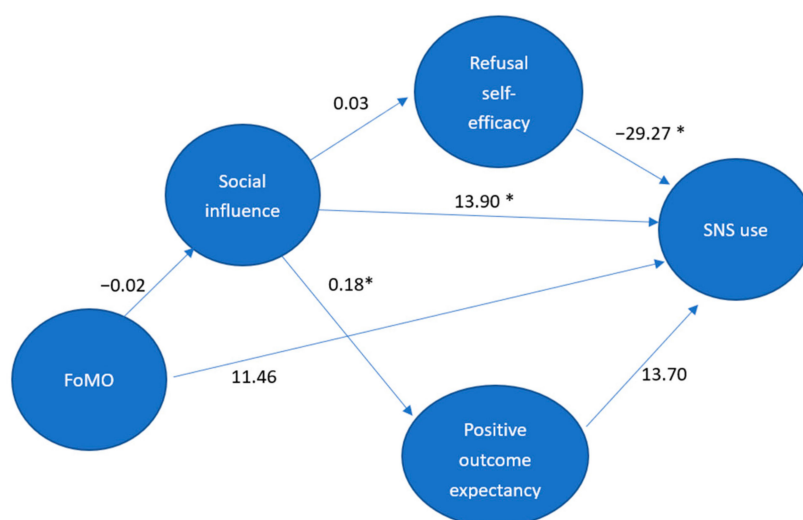 Refusal
self-
efficacy
0.03
−29.27 *
Social
influence
13.90 *
SNS use
−0.02
0.18*
FoMO
11.46
13.70
Positive
outcome
expectancy